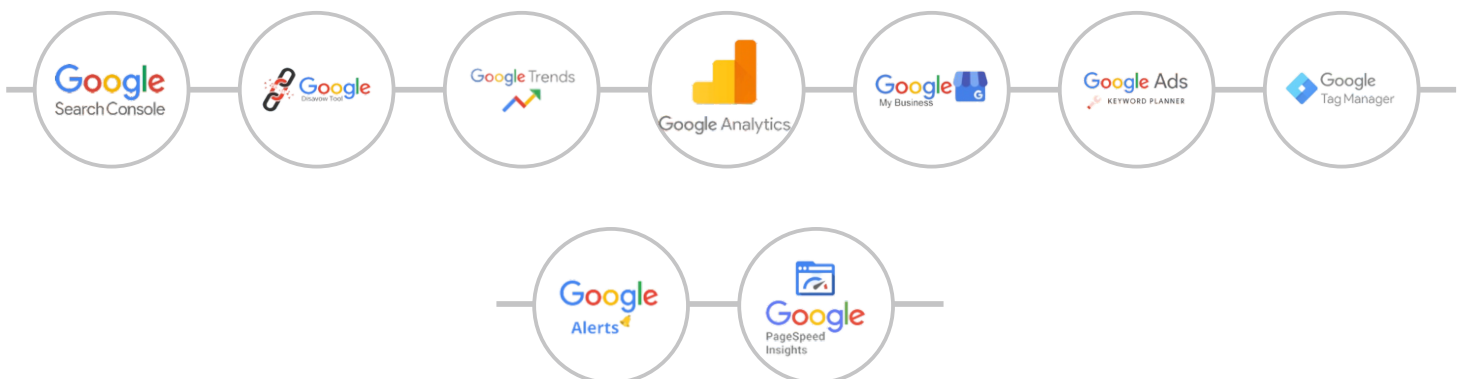 Google
Search Console
Google
Disavow Tool
Google Trends
Google Analytics
Google
My Business
G
Google Ads
KEYWORD PLANNER
Google
Tag Manager
Google
Alerts
Google
PageSpeed
Insights